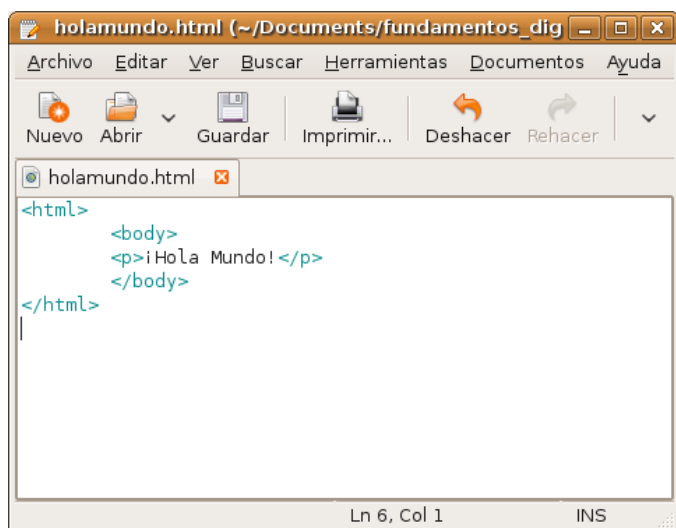 holamundo.html (~/Documents/fundamentos_dig
Archivo Editar Ver Buscar Herramientas Documentos Ayuda
Nuevo Abrir Guardar Imprimir... Deshacer Rehacer
holamundo.html
<html>
<body>
<p>¡Hola Mundo!</p>
</body>
</html>
Ln 6, Col 1 INS